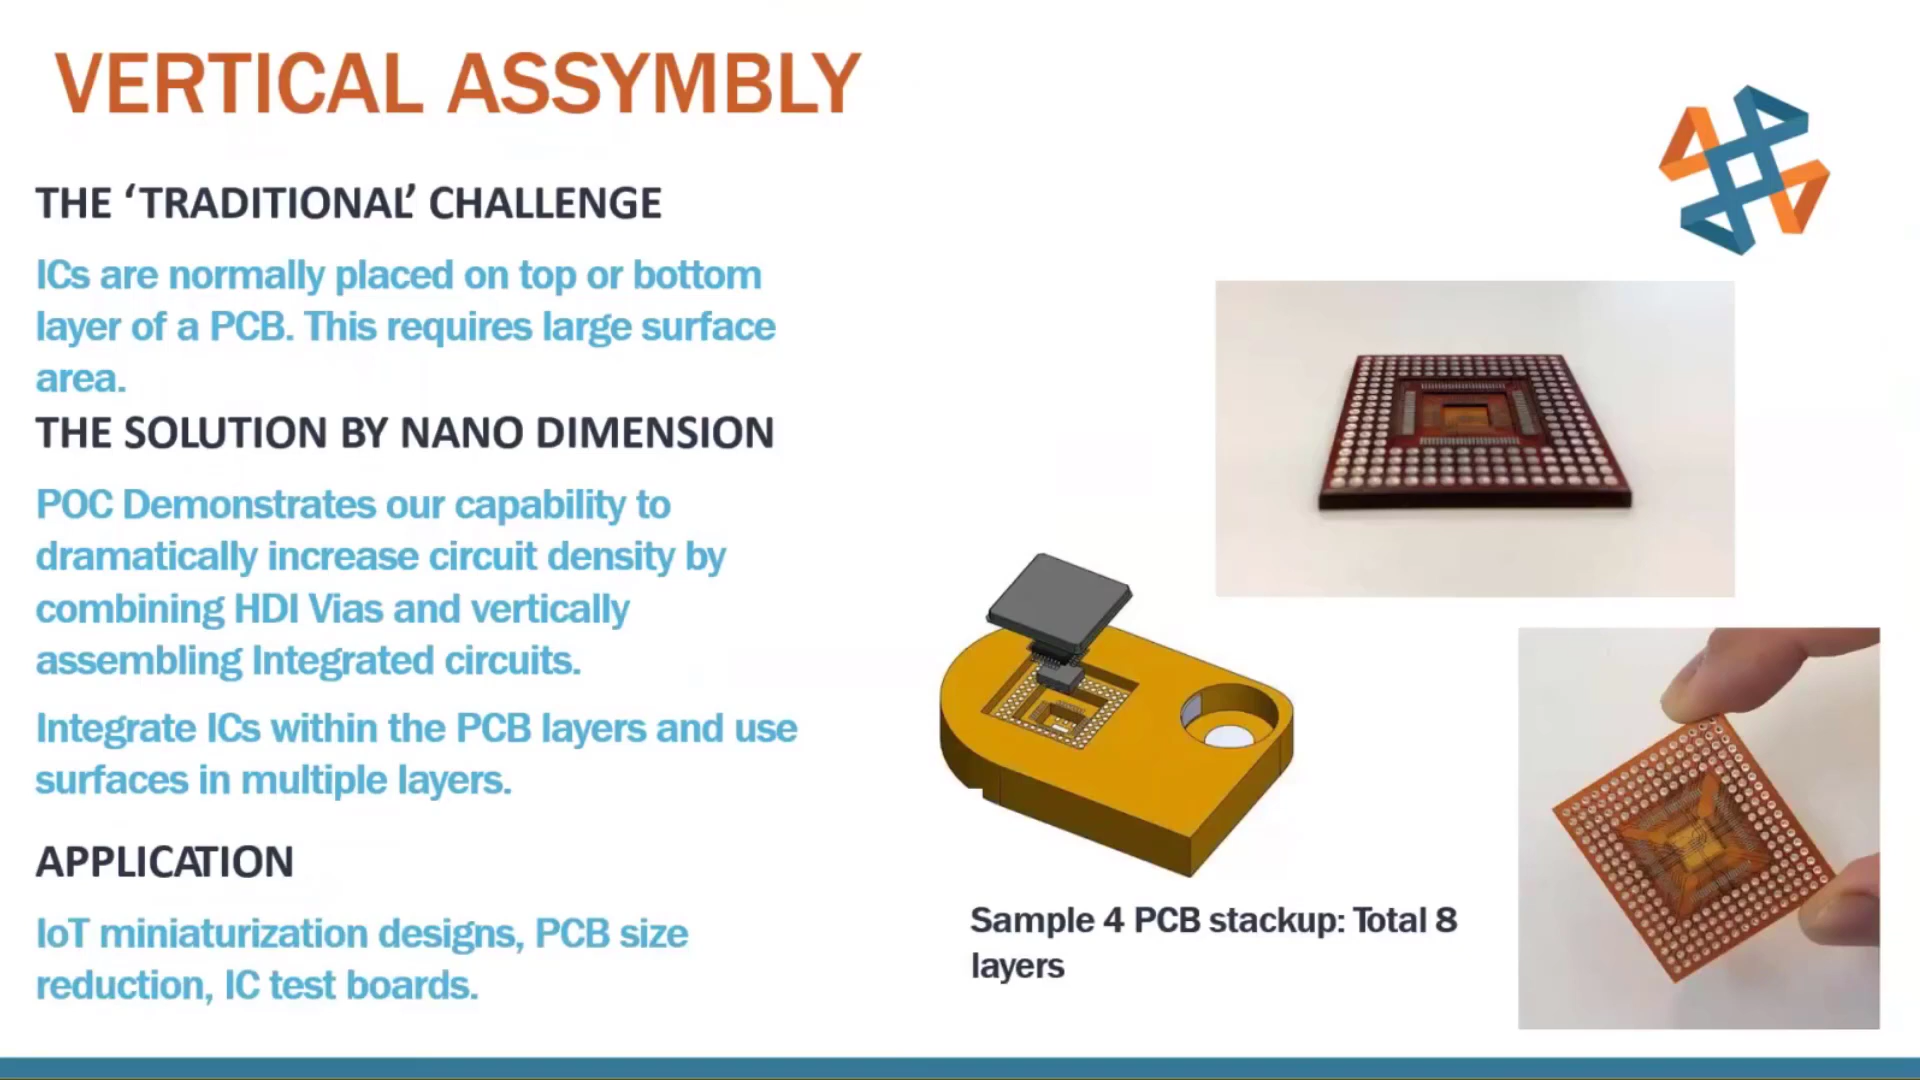 VERTICAL ASSYMBLY
THE ‘TRADITIONAL’ CHALLENGE
ICs are normally placed on top or bottom
layer of a PCB. This requires large surface
area.
THE SOLUTION BY NANO DIMENSION
POC Demonstrates our capability to
dramatically increase circuit density by
combining HDI Vias and vertically
assembling Integrated circuits.
Integrate ICs within the PCB layers and use
surfaces in multiple layers.
APPLICATION
IoT miniaturization designs, PCB size
reduction, IC test boards.
Sample 4 PCB stackup: Total 8
layers